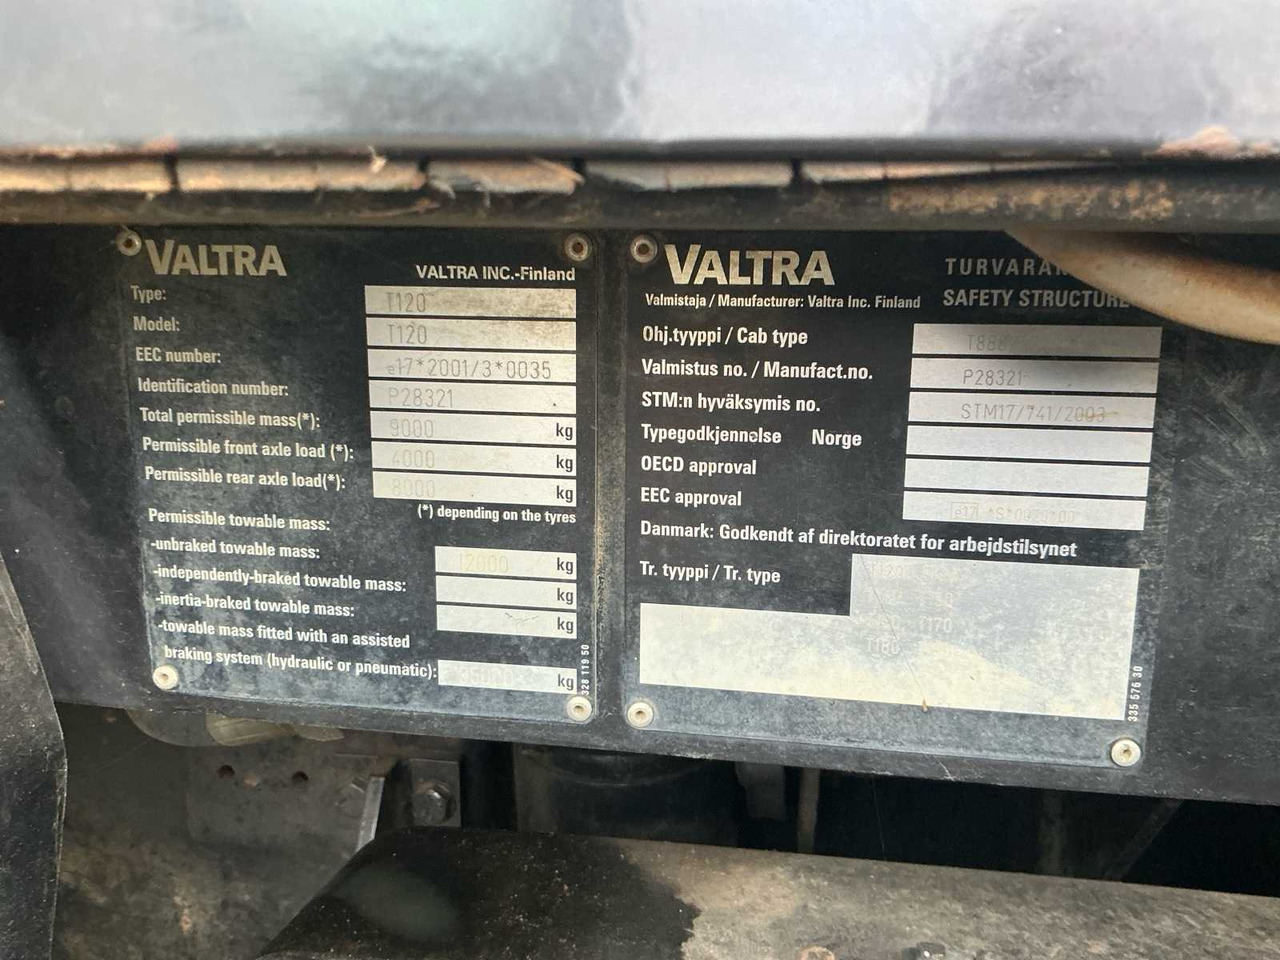 VALTRA
VALTRA INC.-Finland
Type: T120
Model: T120
EEC number: e17*2001/3*0035
Identification number: P28321
Total permissible mass(*): 9000 kg
Permissible front axle load (*): 4000 kg
Permissible rear axle load(*): 8000 kg
(*) depending on the tyres
Permissible towable mass:
-unbraked towable mass: 12000 kg
-independently-braked towable mass: kg
-inertia-braked towable mass: kg
-towable mass fitted with an assisted
braking system (hydraulic or pneumatic): kg
328 119 50
VALTRA
Valmistaja / Manufacturer: Valtra Inc. Finland
SAFETY STRUCTURE
Ohj.tyyppi / Cab type
Valmistus no. / Manufact.no. P28321
STM:n hyväksymis no. STM17/741/2003
Typegodkjennelse Norge
OECD approval
EEC approval
Danmark: Godkendt af direktoratet for arbejdstilsynet
Tr. tyyppi / Tr. type
T170
335 576 30